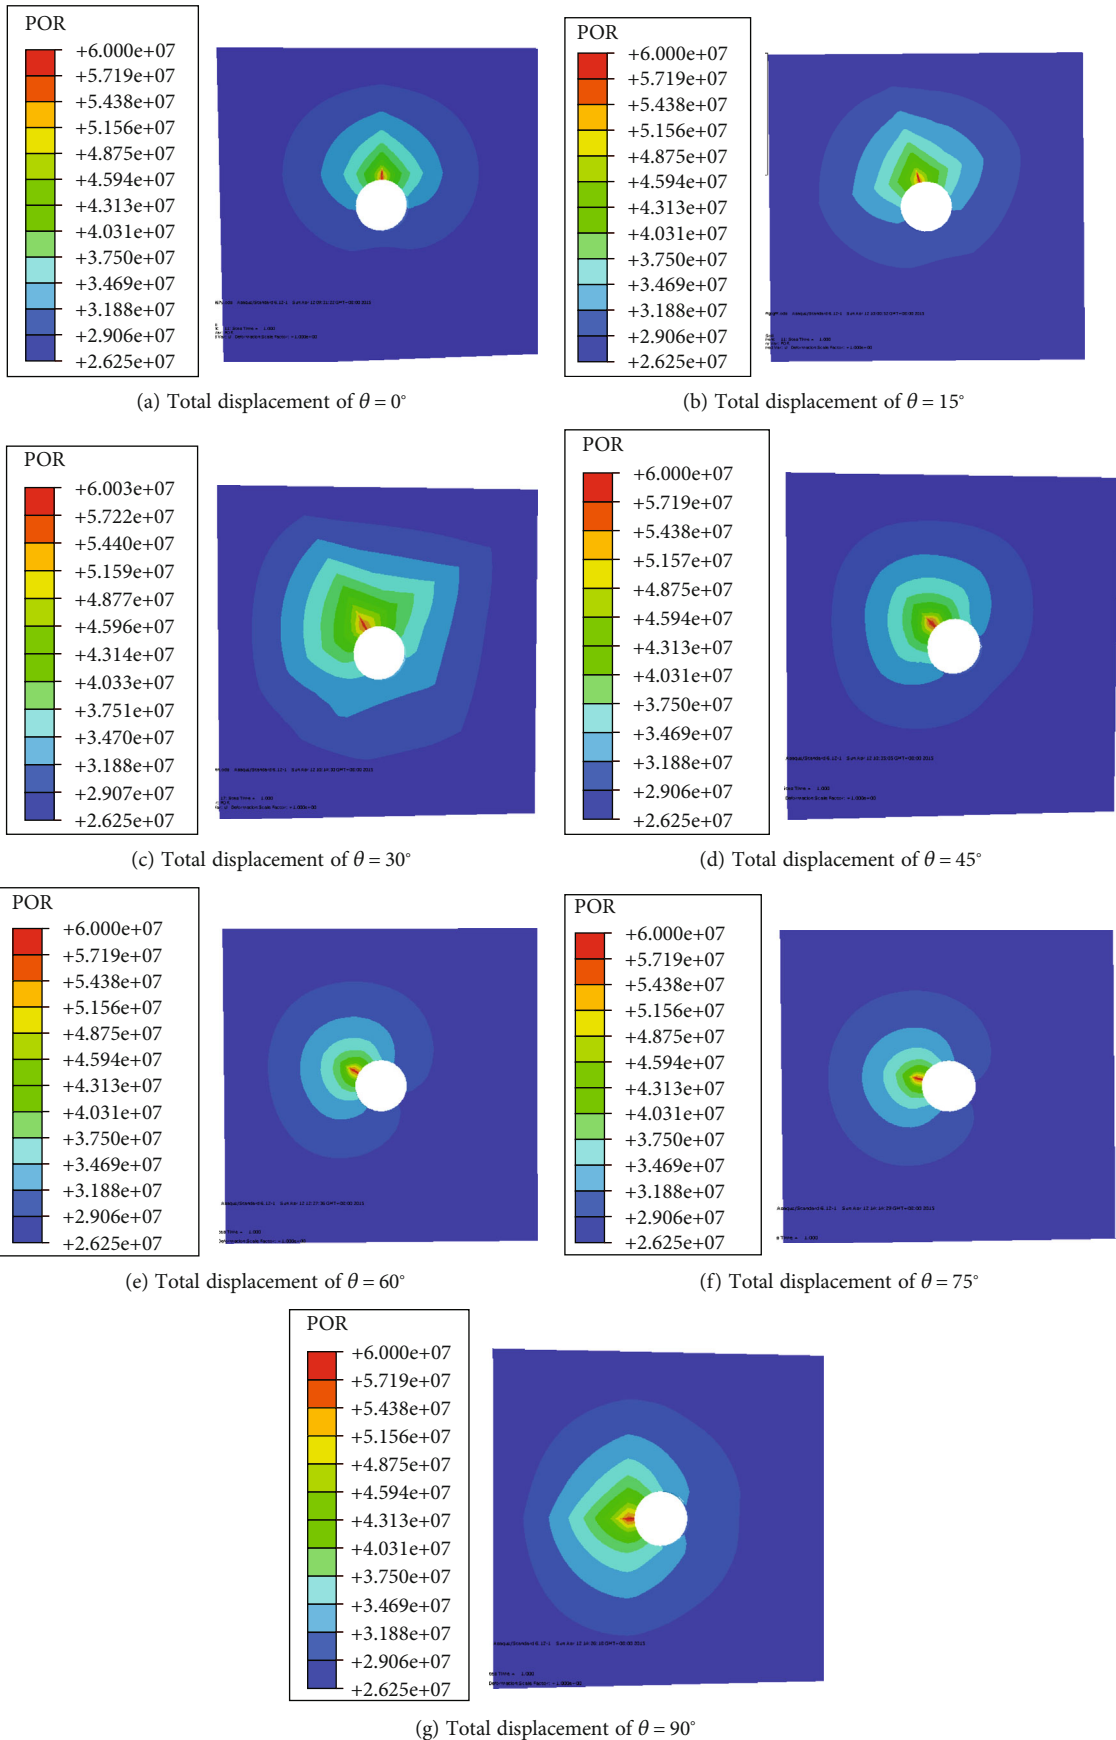 POR
+6.000e+07
+5.719e+07
+5.438e+07
+5.156e+07
+4.875e+07
+4.594e+07
+4.313e+07
+4.031e+07
+3.750e+07
+3.469e+07
+3.188e+07
+2.906e+07
+2.625e+07
(a) Total displacement of θ = 0°
POR
+6.000e+07
+5.719e+07
+5.438e+07
+5.156e+07
+4.875e+07
+4.594e+07
+4.313e+07
+4.031e+07
+3.750e+07
+3.469e+07
+3.188e+07
+2.906e+07
+2.625e+07
(b) Total displacement of θ = 15°
POR
+6.003e+07
+5.722e+07
+5.440e+07
+5.159e+07
+4.877e+07
+4.596e+07
+4.314e+07
+4.033e+07
+3.751e+07
+3.470e+07
+3.188e+07
+2.907e+07
+2.625e+07
(c) Total displacement of θ = 30°
POR
+6.000e+07
+5.719e+07
+5.438e+07
+5.157e+07
+4.875e+07
+4.594e+07
+4.313e+07
+4.031e+07
+3.750e+07
+3.469e+07
+3.188e+07
+2.906e+07
+2.625e+07
(d) Total displacement of θ = 45°
POR
+6.000e+07
+5.719e+07
+5.438e+07
+5.156e+07
+4.875e+07
+4.594e+07
+4.313e+07
+4.031e+07
+3.750e+07
+3.469e+07
+3.188e+07
+2.906e+07
+2.625e+07
(e) Total displacement of θ = 60°
POR
+6.000e+07
+5.719e+07
+5.438e+07
+5.156e+07
+4.875e+07
+4.594e+07
+4.313e+07
+4.031e+07
+3.750e+07
+3.469e+07
+3.188e+07
+2.906e+07
+2.625e+07
(f) Total displacement of θ = 75°
POR
+6.000e+07
+5.719e+07
+5.438e+07
+5.156e+07
+4.875e+07
+4.594e+07
+4.313e+07
+4.031e+07
+3.750e+07
+3.469e+07
+3.188e+07
+2.906e+07
+2.625e+07
(g) Total displacement of θ = 90°